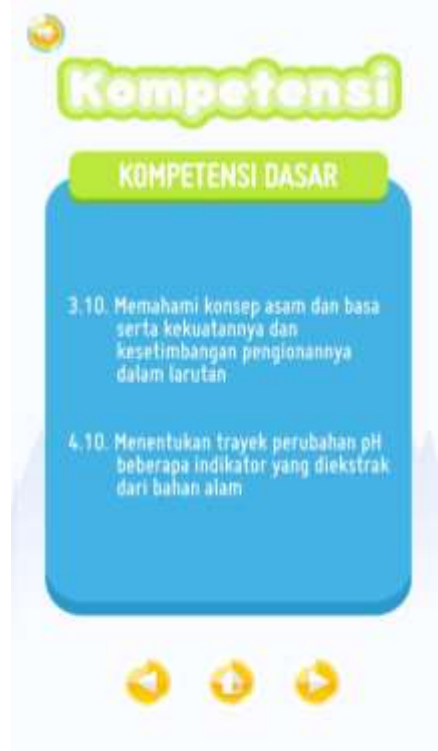 Kompetensi
KOMPETENSI DASAR
3.10. Memahami konsep asam dan basa
serta kekuatannya dan
kesetimbangan pengionannya
dalam larutan
4.10. Menentukan trayek perubahan pH
beberapa indikator yang diekstrak
dari bahan alam